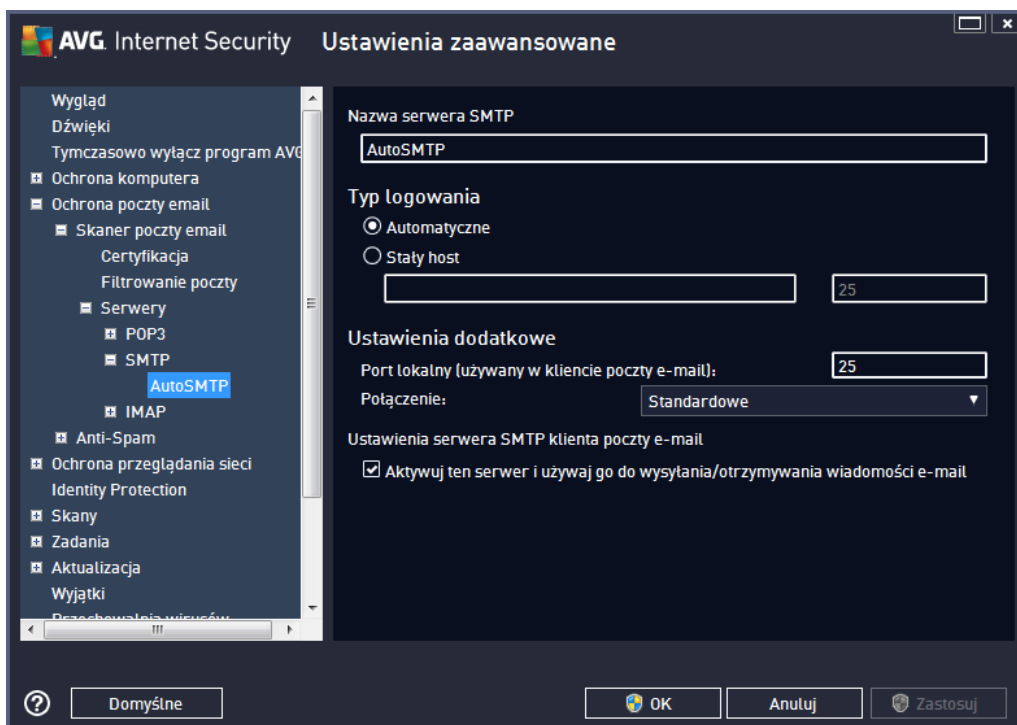 AVG. Internet Security Ustawienia zaawansowane
Wygląd
Dźwięki
Tymczasowo wyłącz program AVG
Ochrona komputera
Ochrona poczty email
Skaner poczty email
Certyfikacja
Filtrowanie poczty
Serwery
POP3
SMTP
AutoSMTP
IMAP
Anti-Spam
Ochrona przeglądania sieci
Identity Protection
Skany
Zadania
Aktualizacja
Wyjątki
Przechowalnia wirusów
Nazwa serwera SMTP
AutoSMTP
Typ logowania
Automatyczne
Stały host
25
Ustawienia dodatkowe
Port lokalny (używany w kliencie poczty e-mail): 25
Połączenie: Standardowe
Ustawienia serwera SMTP klienta poczty e-mail
Aktywuj ten serwer i używaj go do wysyłania/otrzymywania wiadomości e-mail
? Domyślne OK Anuluj Zastosuj